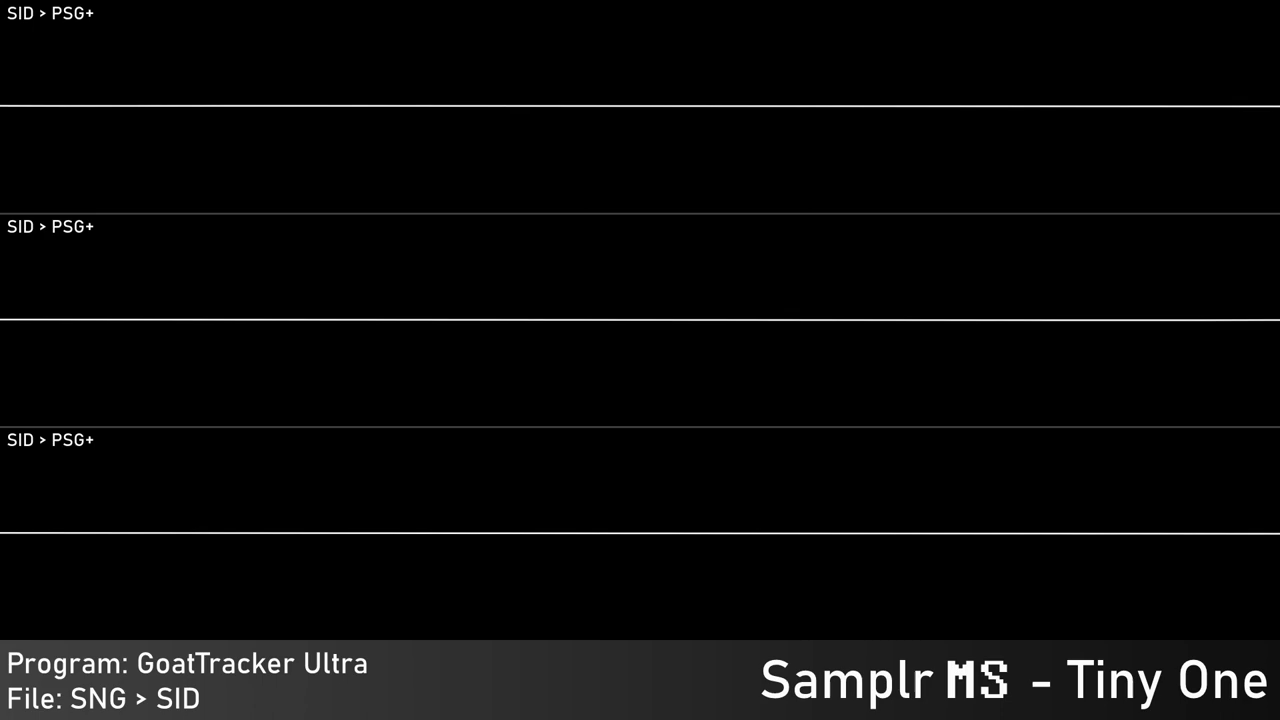 SID > PSG+
SID > PSG+
SID > PSG+
Program: GoatTracker Ultra
File: SNG > SID
Samplr MS - Tiny One